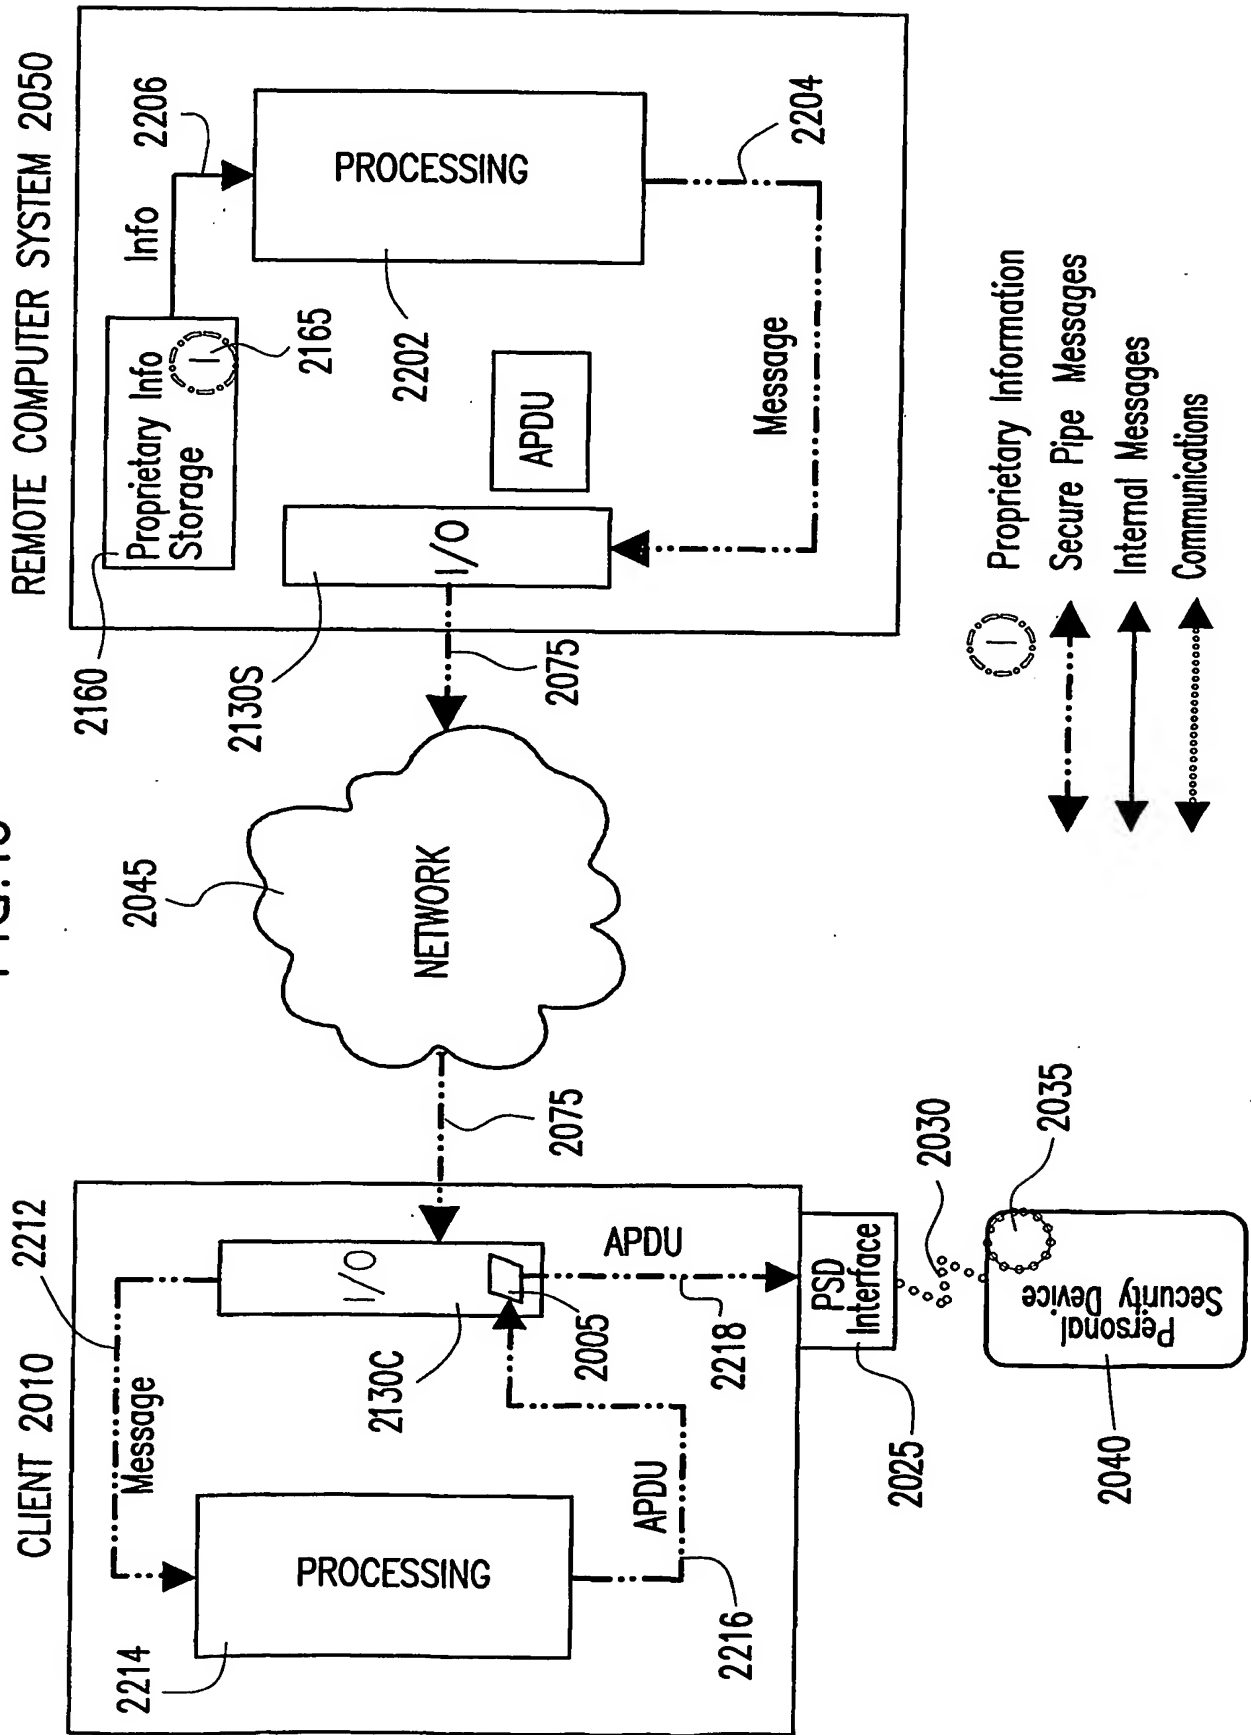 CLIENT 2010
2212
Message
2214
PROCESSING
I/O
2130C
2005
APDU
2216
APDU
2218
PSD
Interface
2025
2030
2035
Personal
Security Device
2040
2075
2045
NETWORK
2075
REMOTE COMPUTER SYSTEM 2050
2160
Proprietary Info
Storage
2165
Info
2206
2130S
I/O
2202
PROCESSING
APDU
Message
2204
I Proprietary Information
Secure Pipe Messages
Internal Messages
Communications